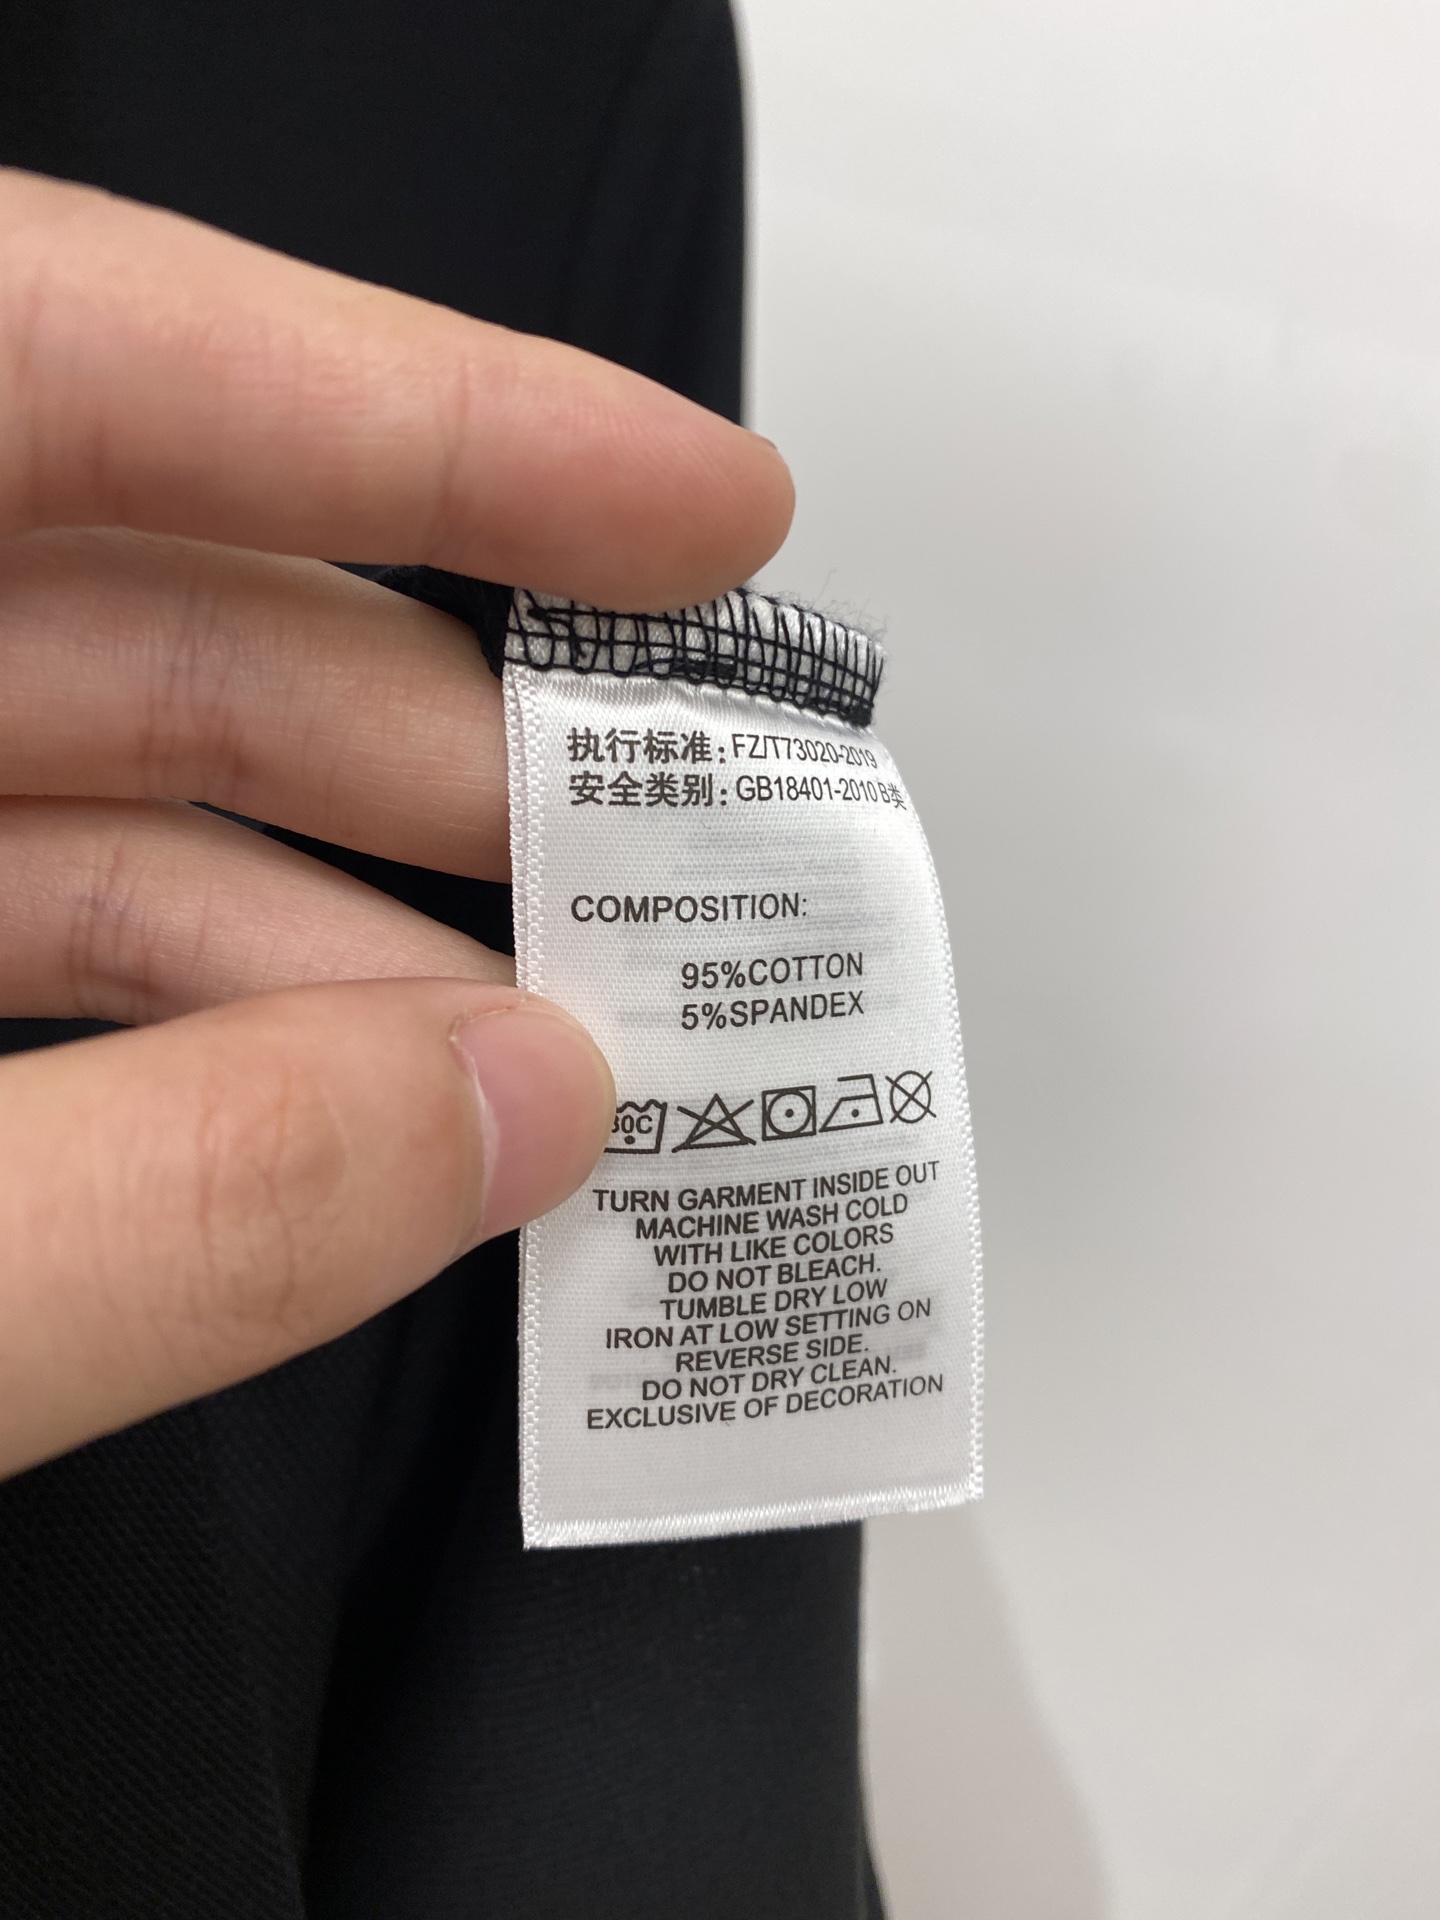 执行标准:FZ/T73020-2019
安全类别:GB18401-2010 B类
COMPOSITION:
95%COTTON
5%SPANDEX
30C
TURN GARMENT INSIDE OUT
MACHINE WASH COLD
WITH LIKE COLORS
DO NOT BLEACH.
TUMBLE DRY LOW
IRON AT LOW SETTING ON
REVERSE SIDE.
DO NOT DRY CLEAN.
EXCLUSIVE OF DECORATION